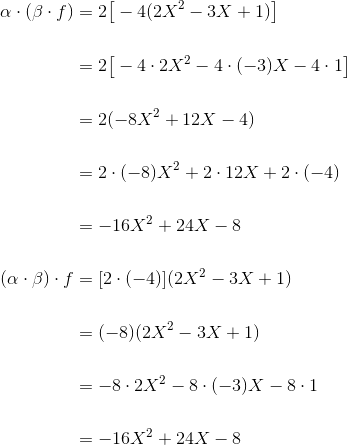 α · (β · f) = 2[ − 4(2X² − 3X + 1)]
= 2[ − 4 · 2X² − 4 · (−3)X − 4 · 1]
= 2(−8X² + 12X − 4)
= 2 · (−8)X² + 2 · 12X + 2 · (−4)
= −16X² + 24X − 8
(α · β) · f = [2 · (−4)](2X² − 3X + 1)
= (−8)(2X² − 3X + 1)
= −8 · 2X² − 8 · (−3)X − 8 · 1
= −16X² + 24X − 8